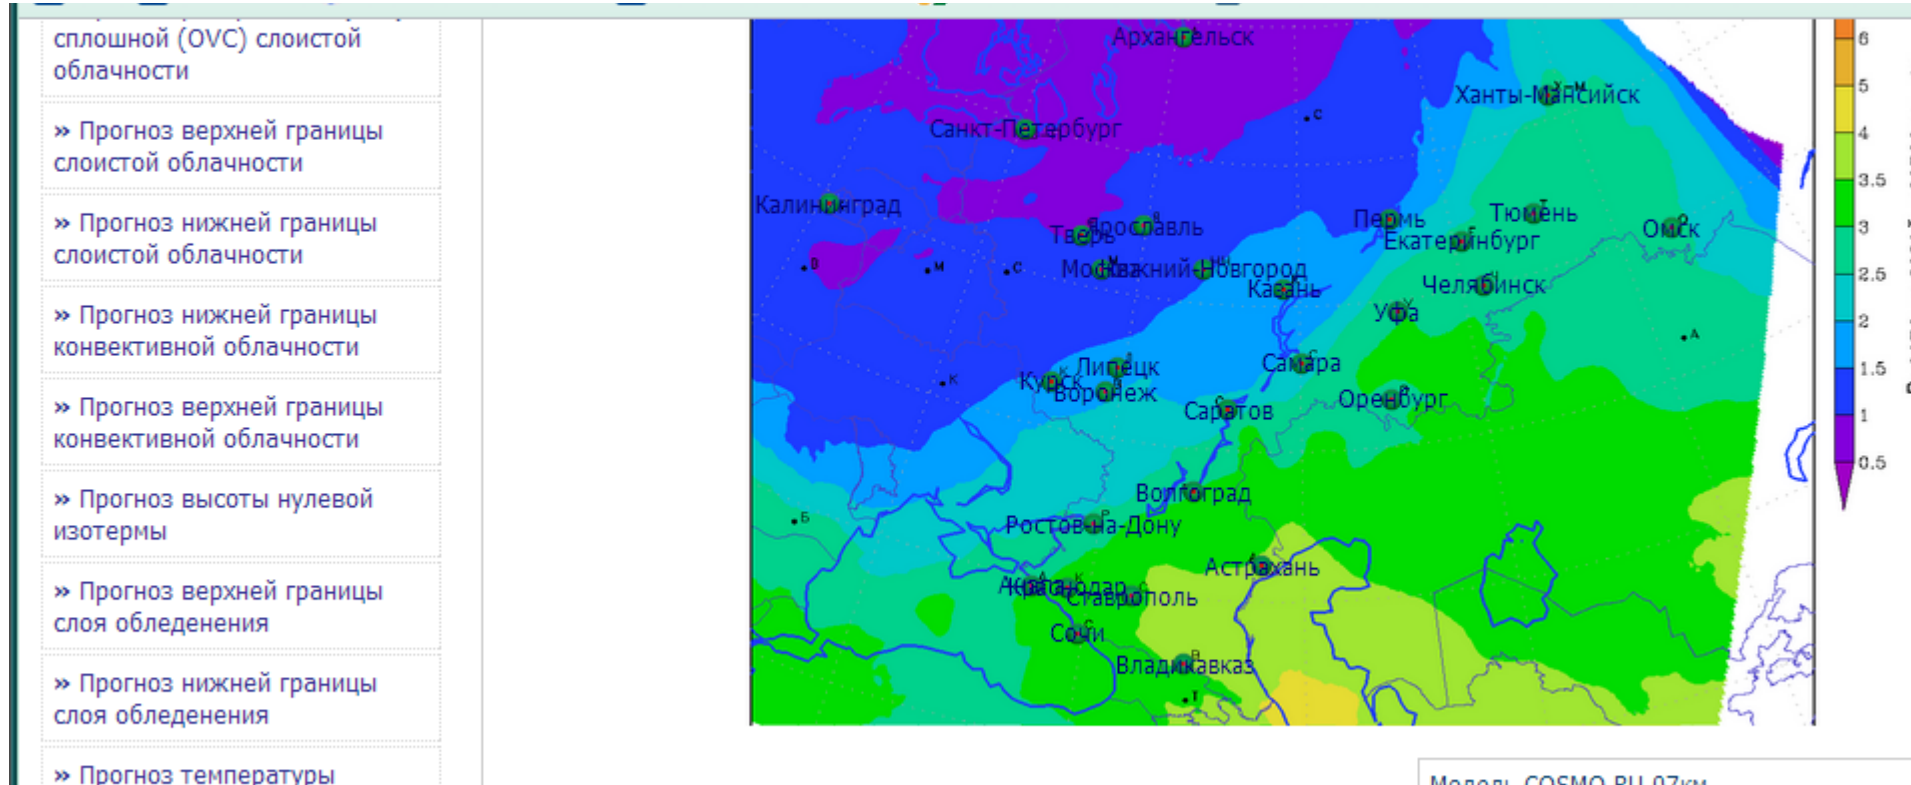 сплошной (OVC) слоистой
облачности
» Прогноз верхней границы
слоистой облачности
» Прогноз нижней границы
слоистой облачности
» Прогноз нижней границы
конвективной облачности
» Прогноз верхней границы
конвективной облачности
» Прогноз высоты нулевой
изотермы
» Прогноз верхней границы
слоя обледенения
» Прогноз нижней границы
слоя обледенения
» Прогноз температуры
Архангельск
Ханты-Мансийск
С
Санкт-Петербург
Калининград
Тверь
Ярославль
Пермь
Тюмень
Екатеринбург
Омск
В
М
С
Москва
Нижний-Новгород
Казань
Челябинск
Уфа
А
Липецк
Самара
К
Курск
Воронеж
Саратов
Оренбург
Волгоград
Б
Ростов-на-Дону
Астрахань
Краснодар
Ставрополь
Сочи
Владикавказ
Т
6
5
4
3.5
3
2.5
2
1.5
1
0.5
Модель COSMO-RU 07км